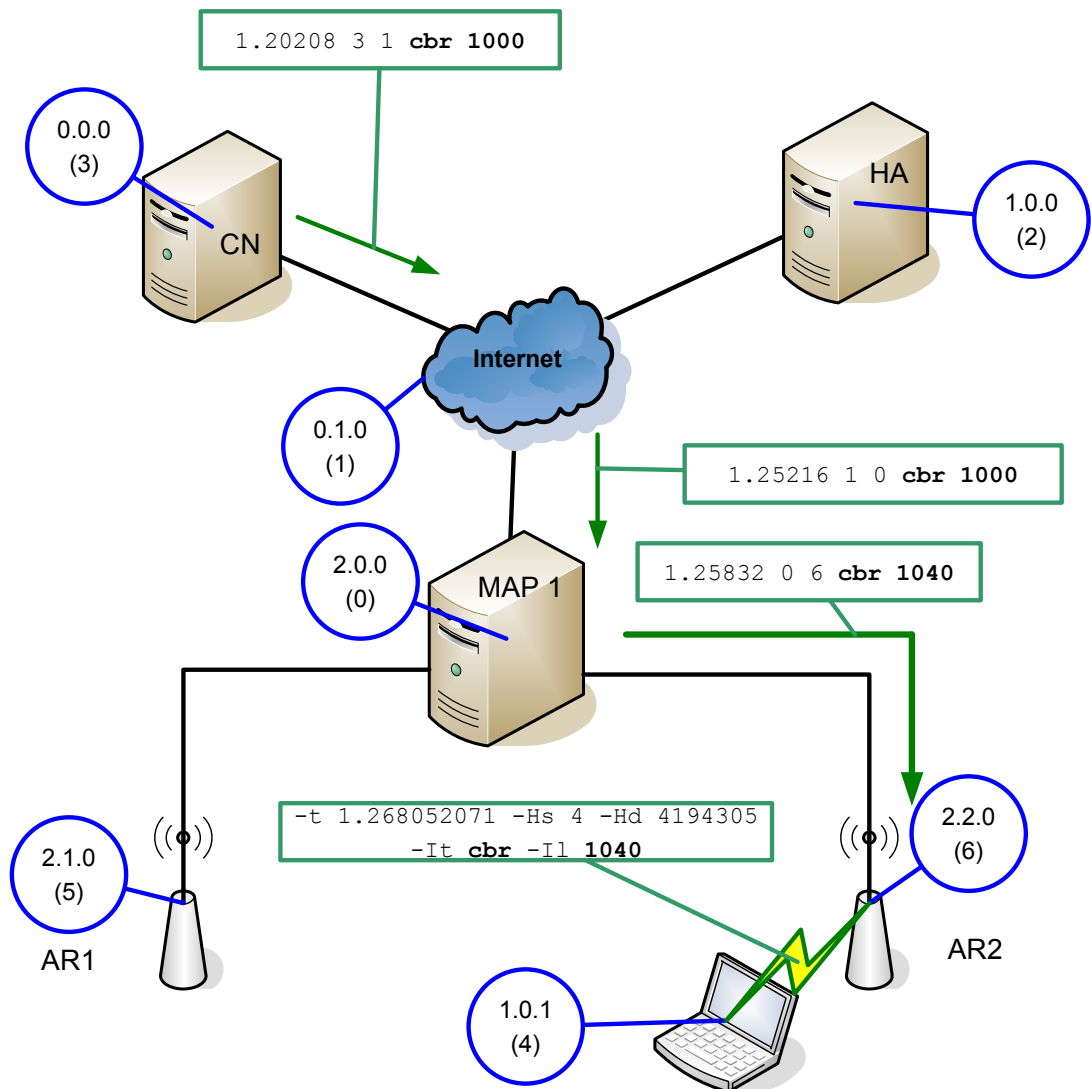 1.20208 3 1 cbr 1000
0.0.0
(3)
CN
HA
1.0.0
(2)
Internet
0.1.0
(1)
1.25216 1 0 cbr 1000
2.0.0
(0)
MAP 1
1.25832 0 6 cbr 1040
-t 1.268052071 -Hs 4 -Hd 4194305
-It cbr -Il 1040
2.1.0
(5)
AR1
2.2.0
(6)
AR2
1.0.1
(4)